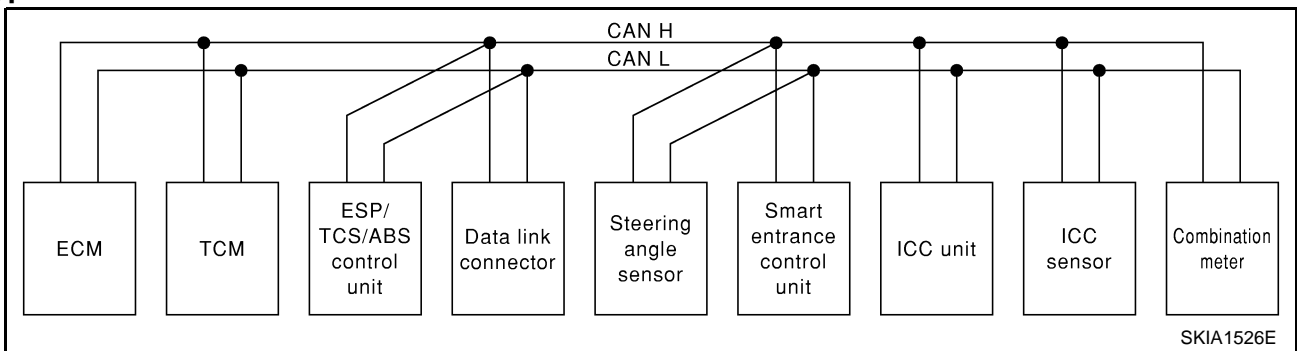 CAN H
CAN L
ECM
TCM
ESP/
TCS/ABS
control
unit
Data link
connector
Steering
angle
sensor
Smart
entrance
control
unit
ICC unit
ICC
sensor
Combination
meter
SKIA1526E